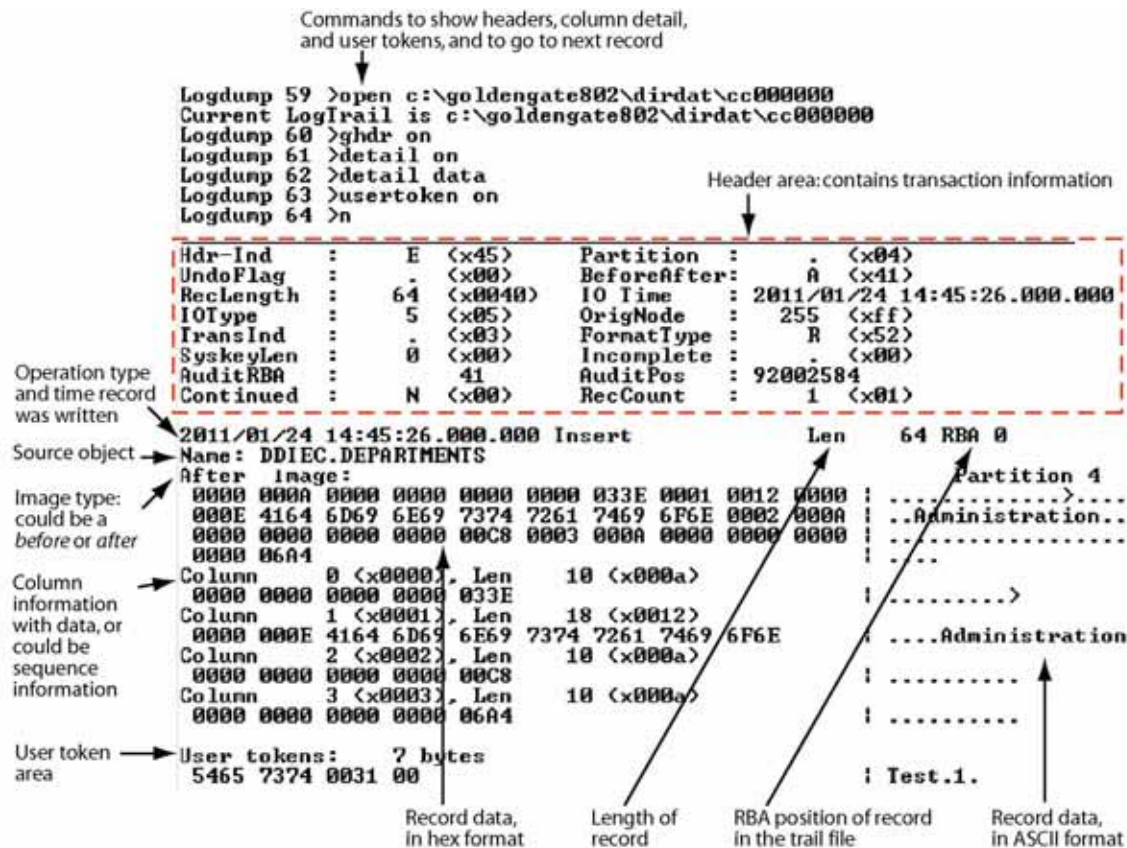 Commands to show headers, column detail,
and user tokens, and to go to next record
Logdump 59 >open c:\goldengate802\dirdat\cc000000
Current LogTrail is c:\goldengate802\dirdat\cc000000
Logdump 60 >ghdr on
Logdump 61 >detail on
Logdump 62 >detail data
Logdump 63 >usertoken on
Logdump 64 >n
Header area: contains transaction information
Hdr-Ind : E (x45) Partition : . (x04)
UndoFlag : . (x00) BeforeAfter: A (x41)
RecLength : 64 (x0040) IO Time : 2011/01/24 14:45:26.000.000
IOType : 5 (x05) OrigNode : 255 (xff)
TransInd : . (x03) FormatType : R (x52)
SyskeyLen : 0 (x00) Incomplete : . (x00)
AuditRBA : 41 AuditPos : 92002584
Continued : N (x00) RecCount : 1 (x01)
Operation type
and time record
was written
2011/01/24 14:45:26.000.000 Insert Len 64 RBA 0
Source object
Name: DDIEC.DEPARTMENTS
After Image: Partition 4
Image type:
could be a
before or after
0000 000A 0000 0000 0000 0000 033E 0001 0012 0000 | ..............>.....
000E 4164 6D69 6E69 7374 7261 7469 6F6E 0002 000A | ..Administration....
0000 0000 0000 0000 00C8 0003 000A 0000 0000 0000 | ....................
0000 06A4 | ....
Column
information
with data, or
could be
sequence
information
Column 0 (x0000), Len 10 (x000a)
0000 0000 0000 0000 033E | .........>
Column 1 (x0001), Len 18 (x0012)
0000 000E 4164 6D69 6E69 7374 7261 7469 6F6E | ....Administration
Column 2 (x0002), Len 10 (x000a)
0000 0000 0000 0000 00C8 | ..........
Column 3 (x0003), Len 10 (x000a)
0000 0000 0000 0000 06A4 | ..........
User token
area
User tokens: 7 bytes
5465 7374 0031 00 | Test.1.
Record data,
in hex format
Length of
record
RBA position of record
in the trail file
Record data,
in ASCII format